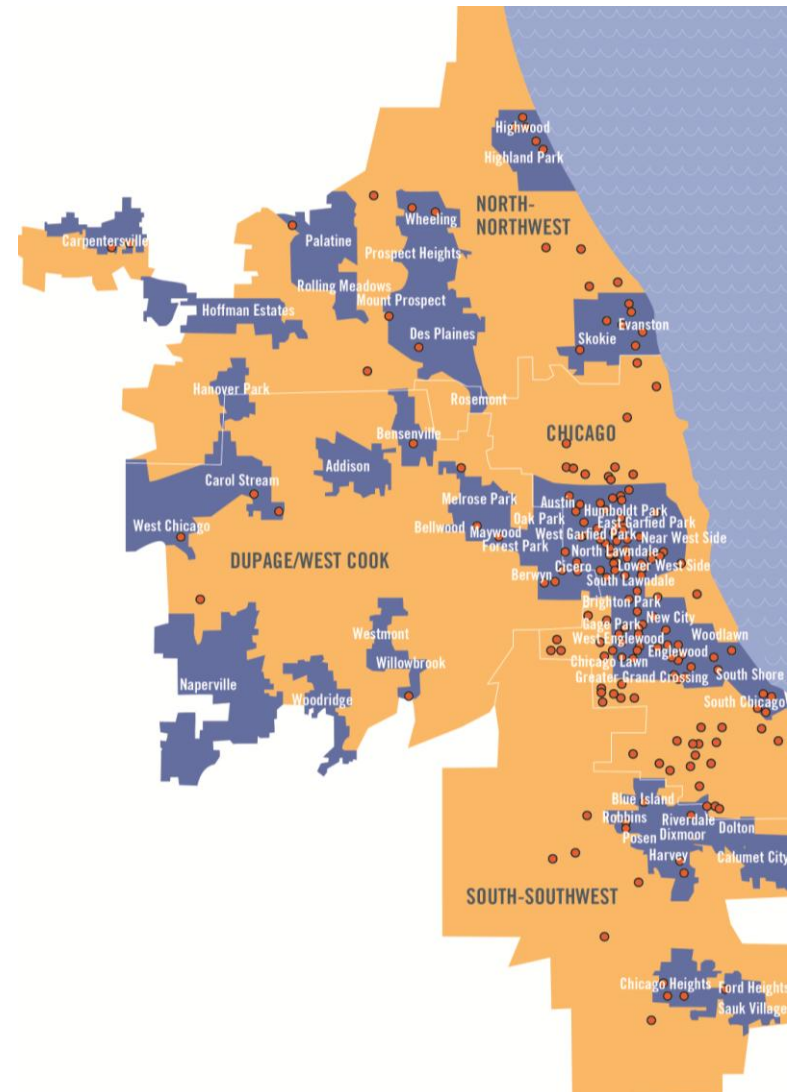 Highwood
Highland Park
NORTH-
NORTHWEST
Carpentersville
Palatine
Wheeling
Prospect Heights
Rolling Meadows
Mount Prospect
Hoffman Estates
Des Plaines
Evanston
Skokie
Hanover Park
Rosemont
CHICAGO
Bensenville
Addison
Carol Stream
Melrose Park
Austin
Humboldt Park
Oak Park
East Garfied Park
Bellwood
Maywood
West Garfied Park
Near West Side
West Chicago
Forest Park
North Lawndale
DUPAGE/WEST COOK
Cicero
Lower West Side
Berwyn
South Lawndale
Brighton Park
New City
Gage Park
Westmont
West Englewood
Woodlawn
Englewood
Willowbrook
Chicago Lawn
South Shore
Naperville
Greater Grand Crossing
Woodridge
South Chicago
Blue Island
Robbins
Riverdale
Dolton
Posen
Dixmoor
Harvey
Calumet City
SOUTH-SOUTHWEST
Chicago Heights
Ford Heights
Sauk Village